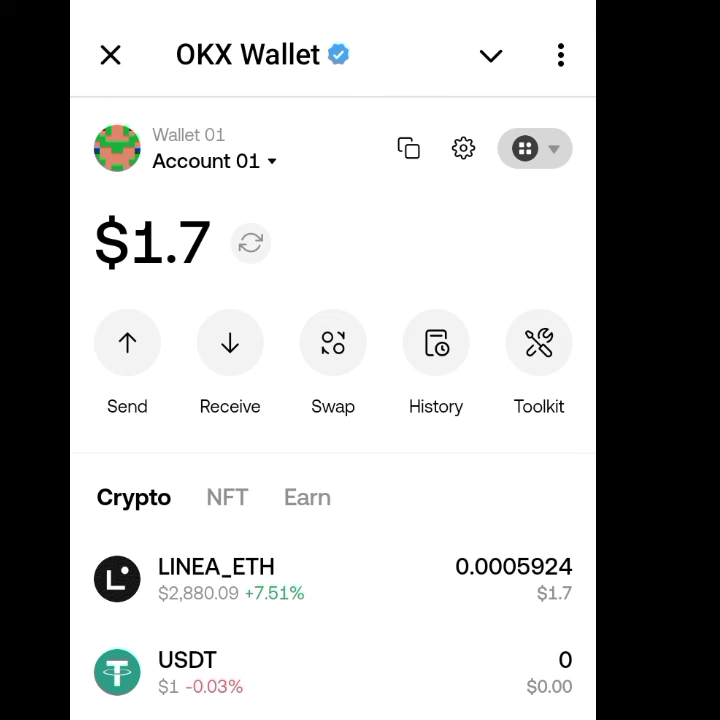 OKX Wallet
Wallet 01
Account 01
$1.7
Send Receive Swap History Toolkit
Crypto NFT Earn
LINEA_ETH 0.0005924
$2,880.09 +7.51% $1.7
USDT 0
$1 -0.03% $0.00